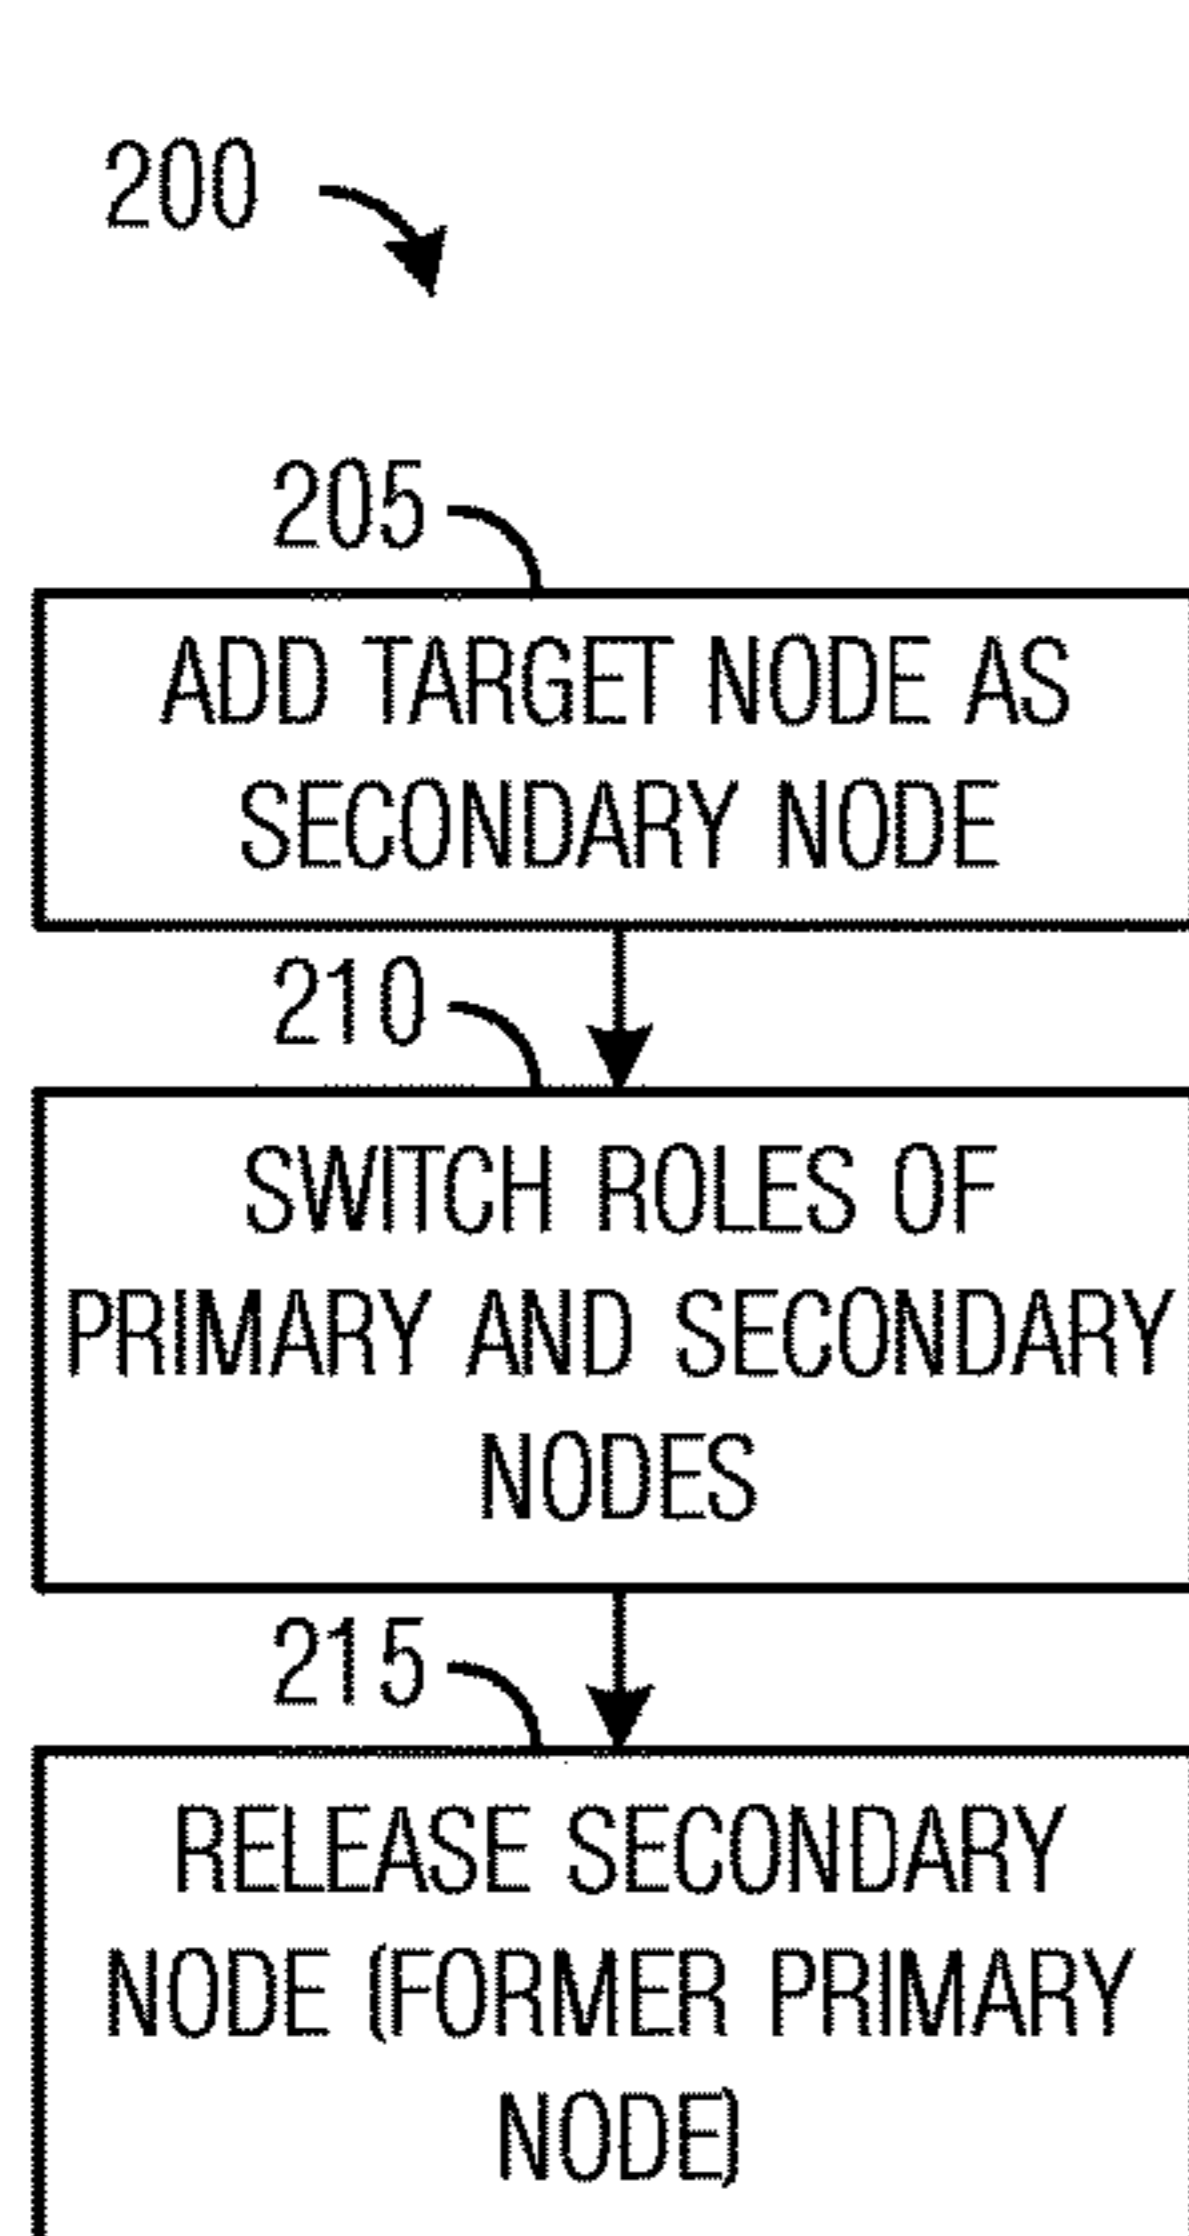 200
205
ADD TARGET NODE AS
SECONDARY NODE
210
SWITCH ROLES OF
PRIMARY AND SECONDARY
NODES
215
RELEASE SECONDARY
NODE (FORMER PRIMARY
NODE)